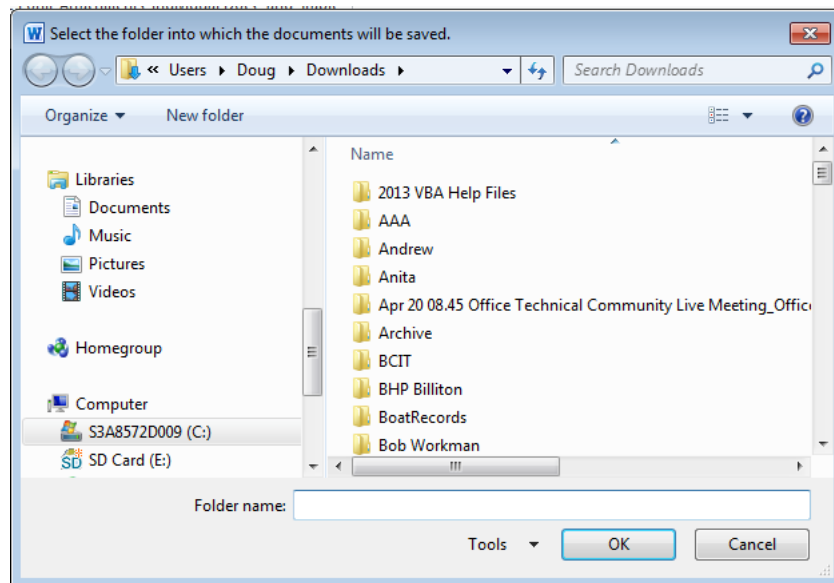 Select the folder into which the documents will be saved.
« Users Doug Downloads
Search Downloads
Organize
New folder
Name
Libraries
Documents
Music
Pictures
Videos
Homegroup
Computer
S3A8572D009 (C:)
SD Card (E:)
2013 VBA Help Files
AAA
Andrew
Anita
Apr 20 08.45 Office Technical Community Live Meeting_Offic
Archive
BCIT
BHP Billiton
BoatRecords
Bob Workman
Folder name:
Tools
OK
Cancel